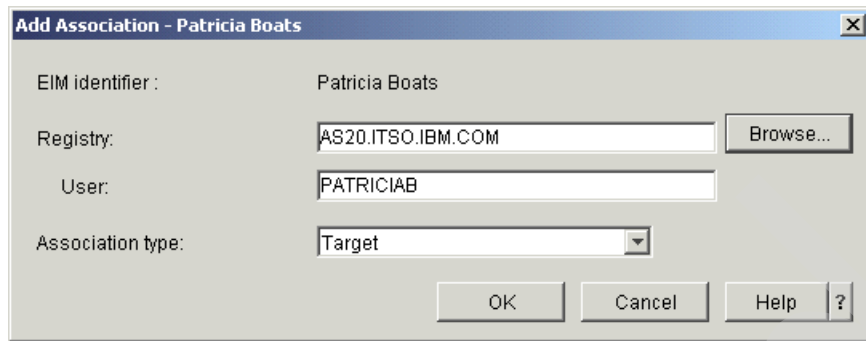 Add Association - Patricia Boats
EIM identifier : Patricia Boats
Registry: AS20.ITSO.IBM.COM Browse...
User: PATRICIAB
Association type: Target
OK Cancel Help ?